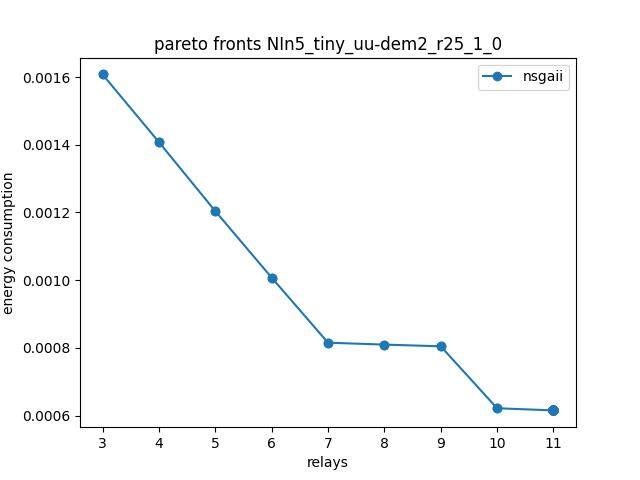 pareto fronts NIn5_tiny_uu-dem2_r25_1_0
nsgaii
energy consumption
0.0016
0.0014
0.0012
0.0010
0.0008
0.0006
3 4 5 6 7 8 9 10 11
relays